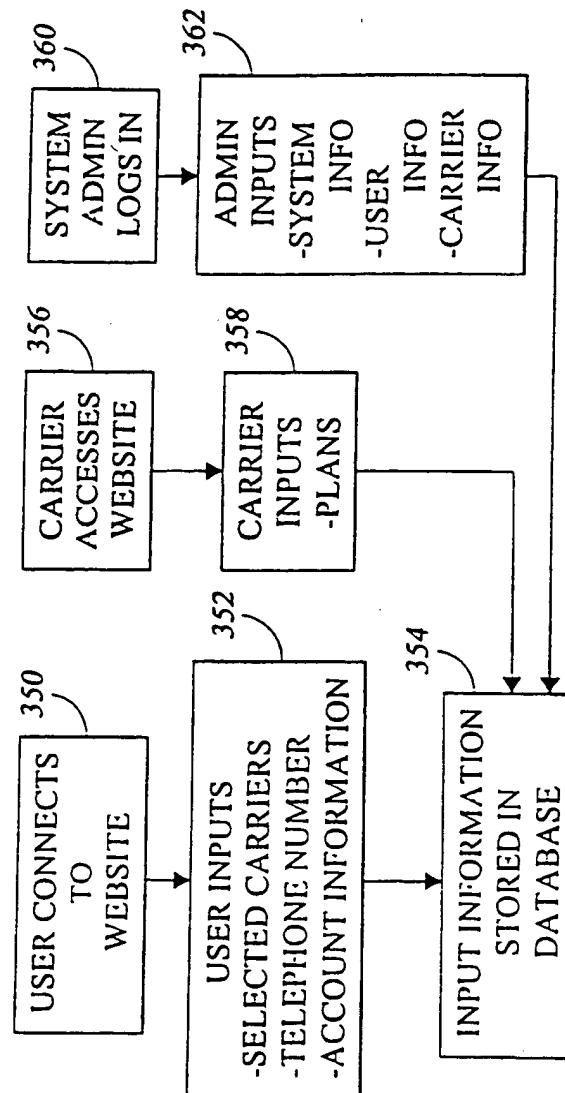 350
USER CONNECTS
TO
WEBSITE
352
USER INPUTS
-SELECTED CARRIERS
-TELEPHONE NUMBER
-ACCOUNT INFORMATION
354
INPUT INFORMATION
STORED IN
DATABASE
356
CARRIER
ACCESSES
WEBSITE
358
CARRIER
INPUTS
-PLANS
360
SYSTEM
ADMIN
LOGS IN
362
ADMIN
INPUTS
-SYSTEM
INFO
-USER
INFO
-CARRIER
INFO